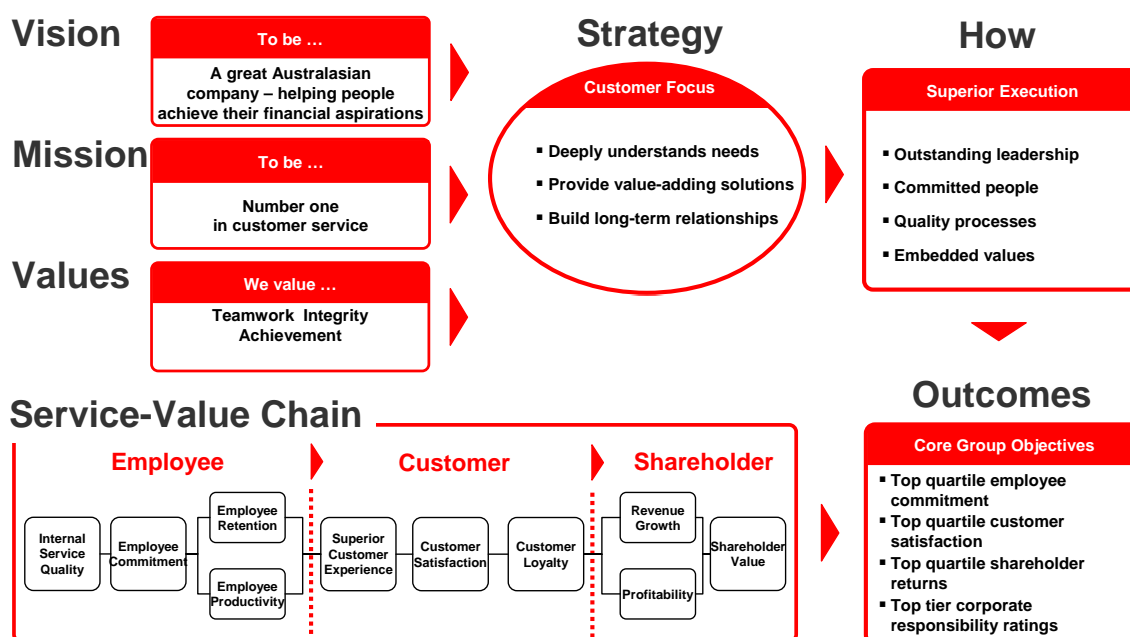 Vision
To be …
A great Australasian
company – helping people
achieve their financial aspirations
Mission
To be …
Number one
in customer service
Values
We value …
Teamwork Integrity
Achievement
Strategy
Customer Focus
▪ Deeply understands needs
▪ Provide value-adding solutions
▪ Build long-term relationships
How
Superior Execution
▪ Outstanding leadership
▪ Committed people
▪ Quality processes
▪ Embedded values
Service-Value Chain
Employee
Customer
Shareholder
Internal
Service
Quality
Employee
Commitment
Employee
Retention
Employee
Productivity
Superior
Customer
Experience
Customer
Satisfaction
Customer
Loyalty
Revenue
Growth
Profitability
Shareholder
Value
Outcomes
Core Group Objectives
▪ Top quartile employee
commitment
▪ Top quartile customer
satisfaction
▪ Top quartile shareholder
returns
▪ Top tier corporate
responsibility ratings